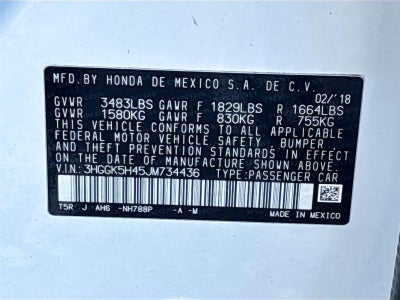 MFD.BY HONDA DE MEXICO S.A. DE C.V.
02/'18
GVWR 3483LBS GAWR F 1829LBS R 1664LBS
GVWR 1580KG GAWR F 830KG R 755KG
THIS VEHICLE CONFORMS TO ALL APPLICABLE
FEDERAL MOTOR VEHICLE SAFETY, BUMPER
AND THEFT PREVENTION STANDARDS IN EFFECT
ON THE DATE OF MANUFACTURE SHOWN ABOVE.
V.I.N.: 3HGGK5H45JM734436 TYPE:PASSENGER CAR
T5R J AH6 -NH788P -A -M
MADE IN MEXICO